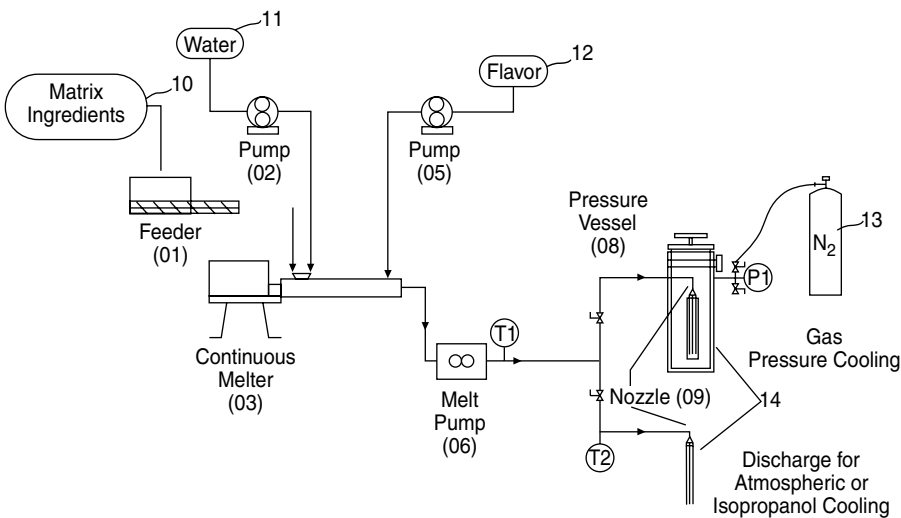 11
Water
12
Flavor
10
Matrix
Ingredients
Pump
(02)
Pump
(05)
Feeder
(01)
Pressure
Vessel
(08)
13
N2
P1
Continuous
Melter
(03)
T1
Gas
Pressure Cooling
Melt
Pump
(06)
Nozzle (09)
14
T2
Discharge for
Atmospheric or
Isopropanol Cooling